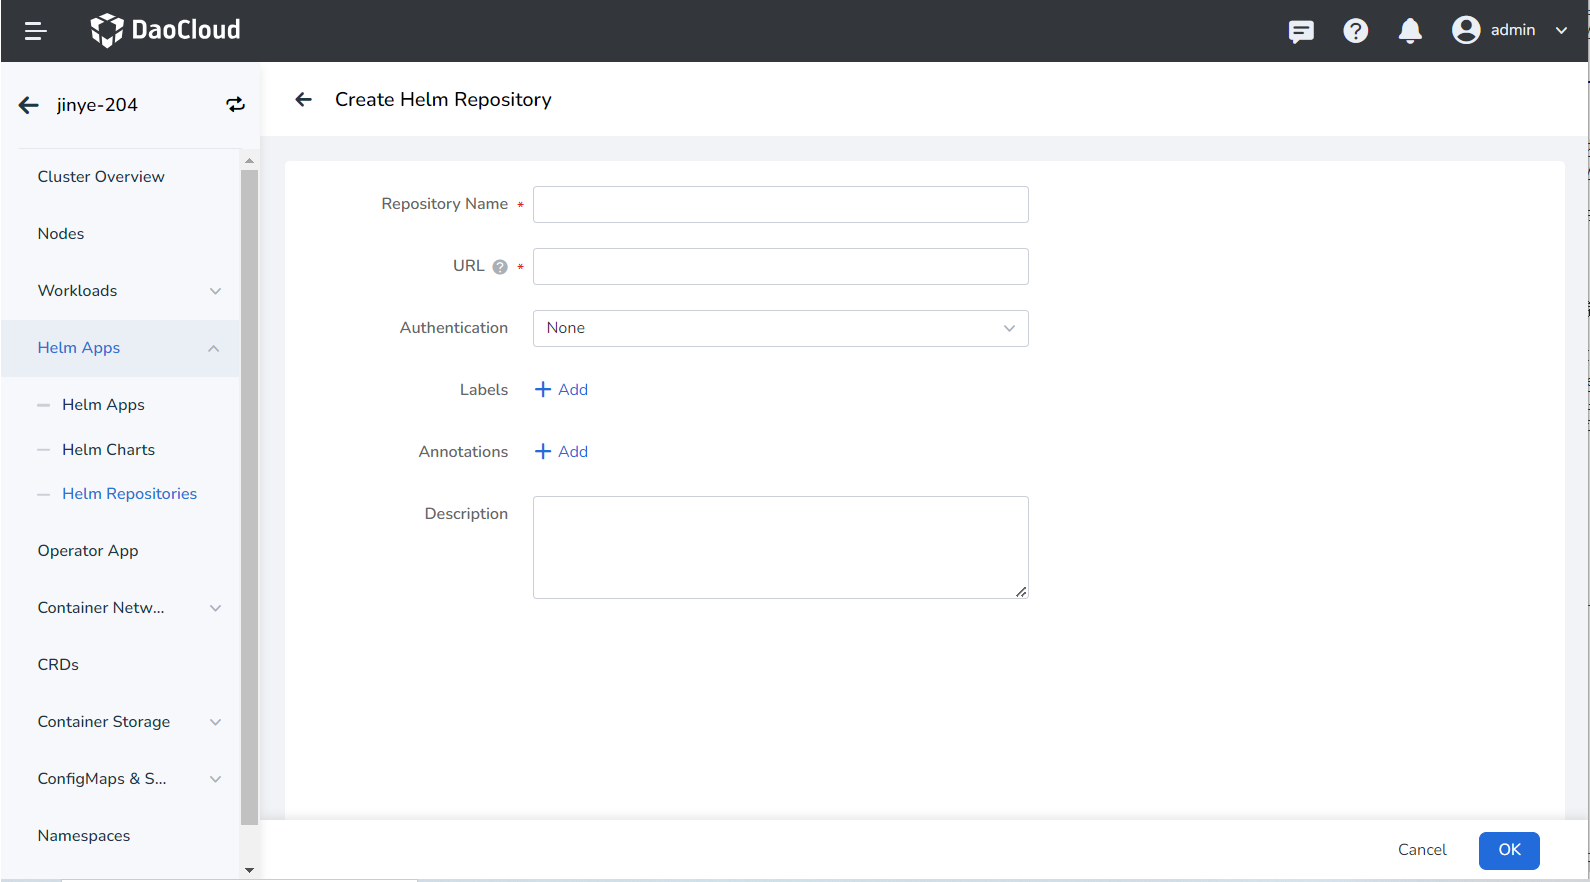 DaoCloud
admin
jinye-204
Create Helm Repository
Cluster Overview
Nodes
Workloads
Helm Apps
Helm Apps
Helm Charts
Helm Repositories
Operator App
Container Netw...
CRDs
Container Storage
ConfigMaps & S...
Namespaces
Repository Name *
URL ? *
Authentication None
Labels + Add
Annotations + Add
Description
Cancel OK